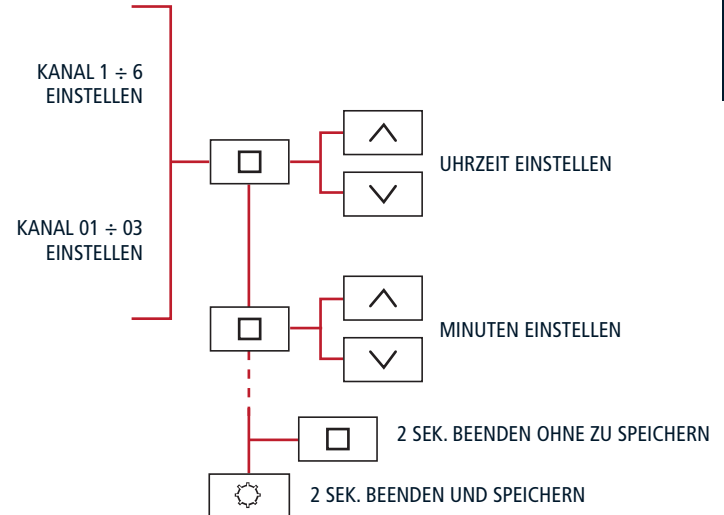 KANAL 1 ÷ 6
EINSTELLEN
UHRZEIT EINSTELLEN
KANAL 01 ÷ 03
EINSTELLEN
MINUTEN EINSTELLEN
2 SEK. BEENDEN OHNE ZU SPEICHERN
2 SEK. BEENDEN UND SPEICHERN